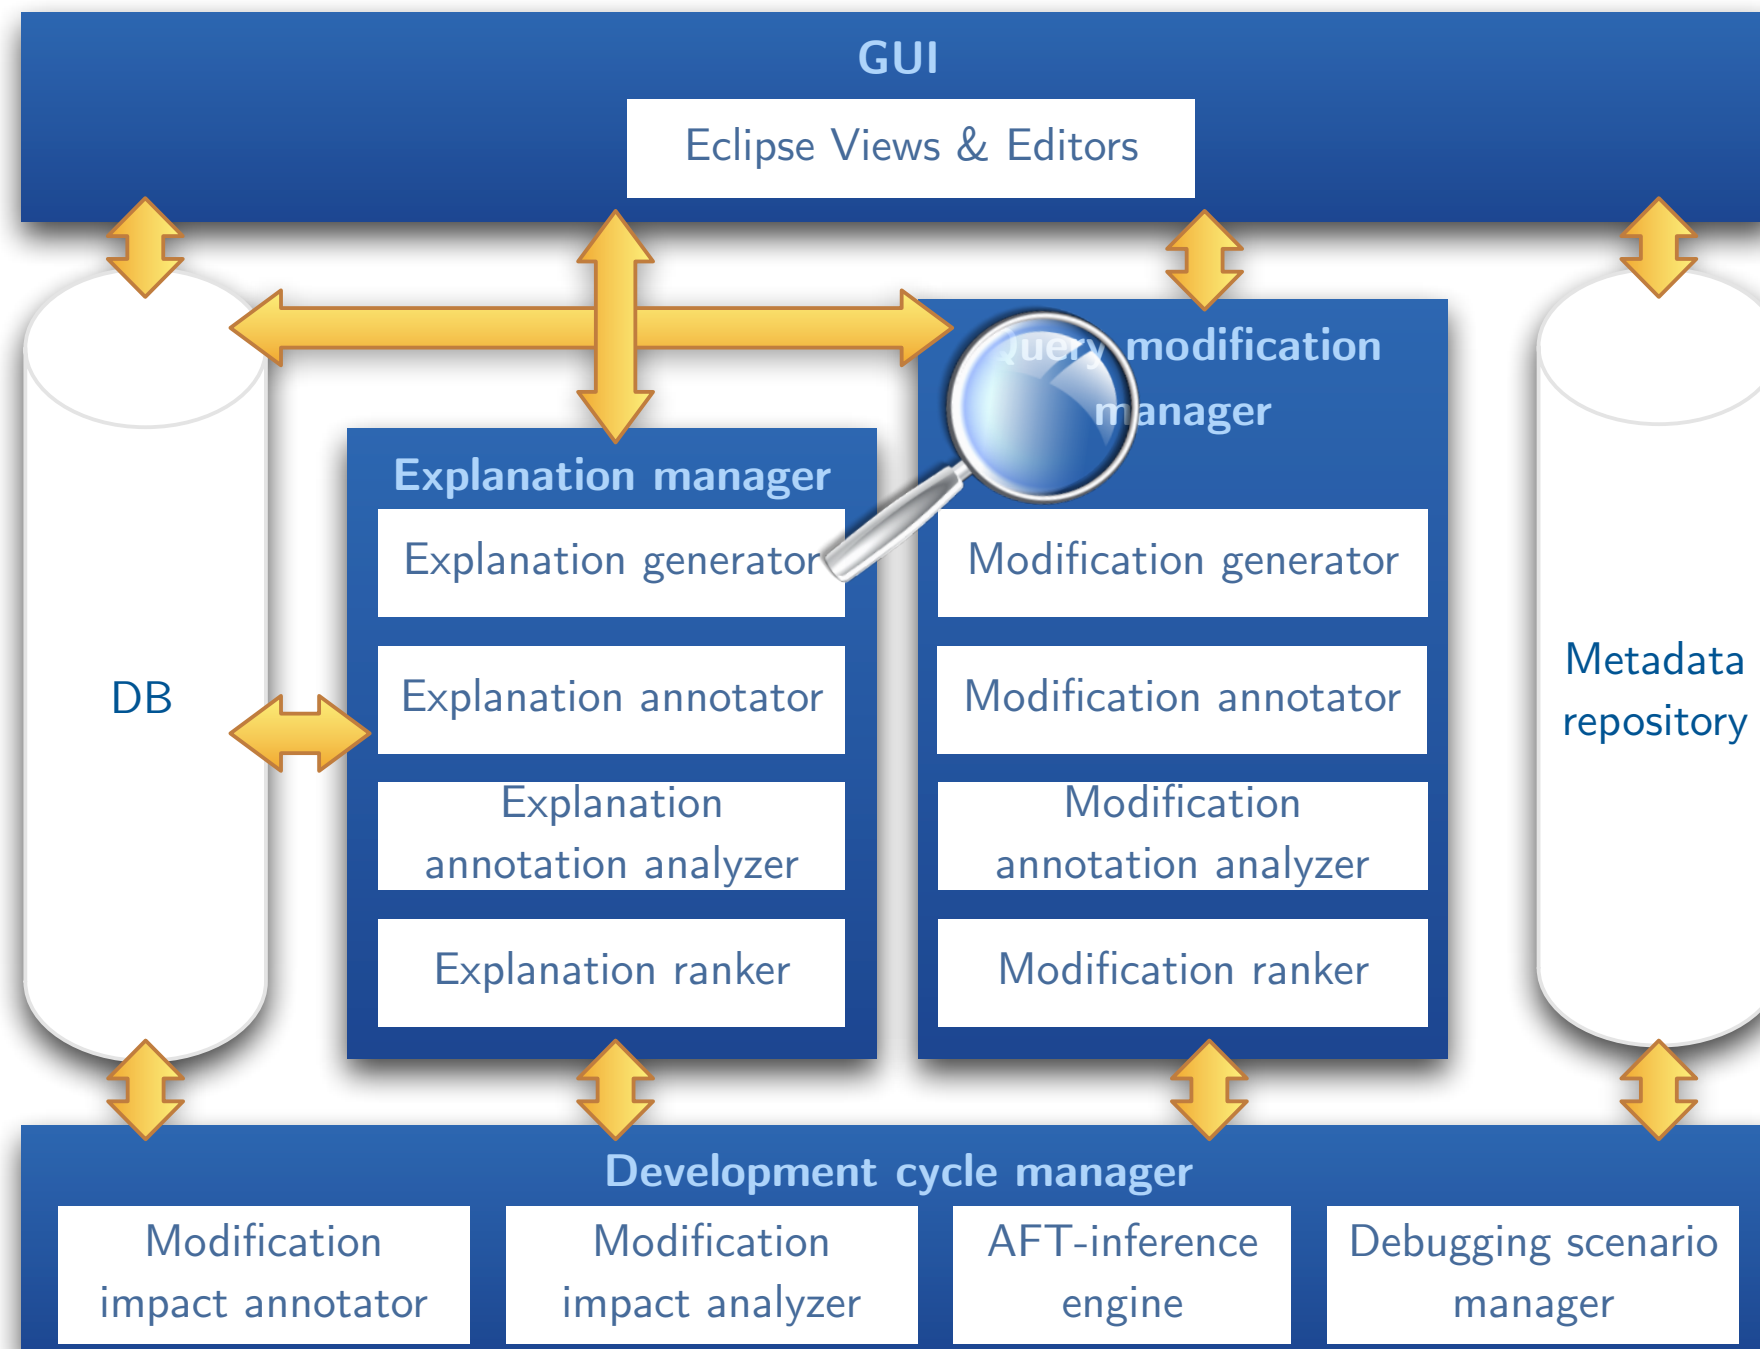 GUI
Eclipse Views & Editors
Query modification
manager
Explanation manager
Explanation generator
Modification generator
Explanation annotator
Modification annotator
Explanation
annotation analyzer
Modification
annotation analyzer
Explanation ranker
Modification ranker
DB
Metadata
repository
Development cycle manager
Modification
impact annotator
Modification
impact analyzer
AFT-inference
engine
Debugging scenario
manager